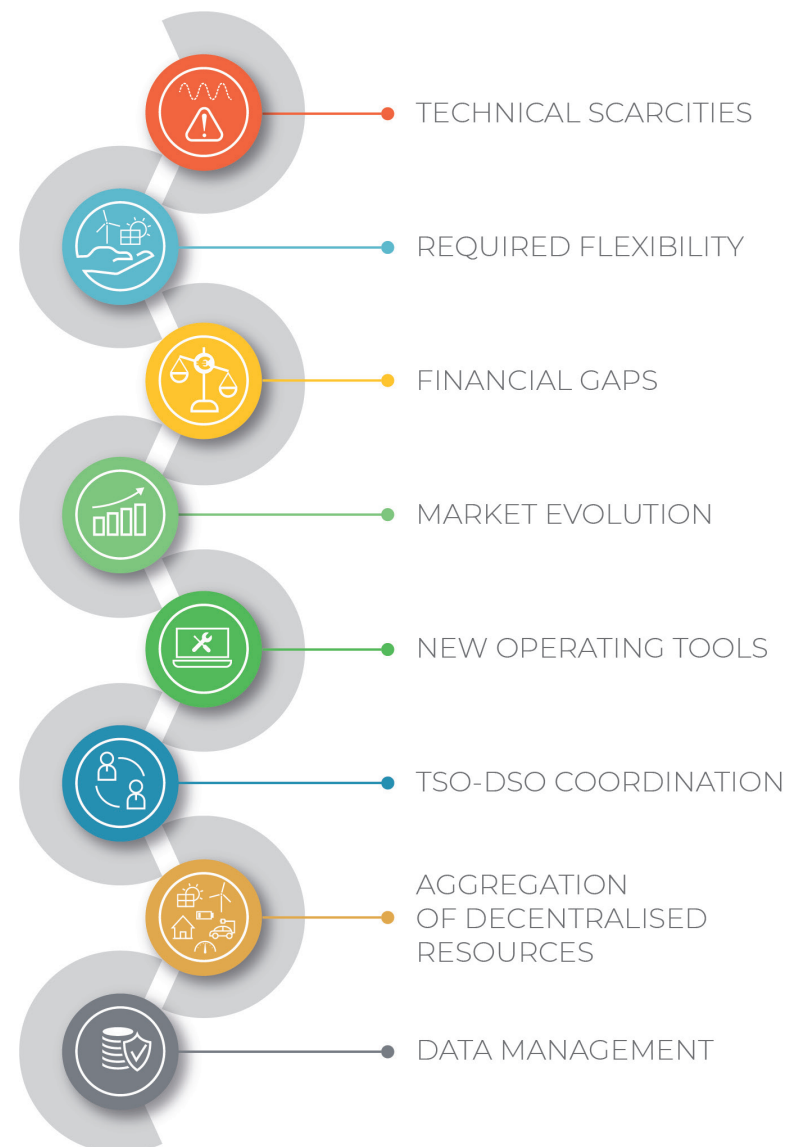 TECHNICAL SCARCITIES
REQUIRED FLEXIBILITY
FINANCIAL GAPS
MARKET EVOLUTION
NEW OPERATING TOOLS
TSO-DSO COORDINATION
AGGREGATION
OF DECENTRALISED
RESOURCES
DATA MANAGEMENT